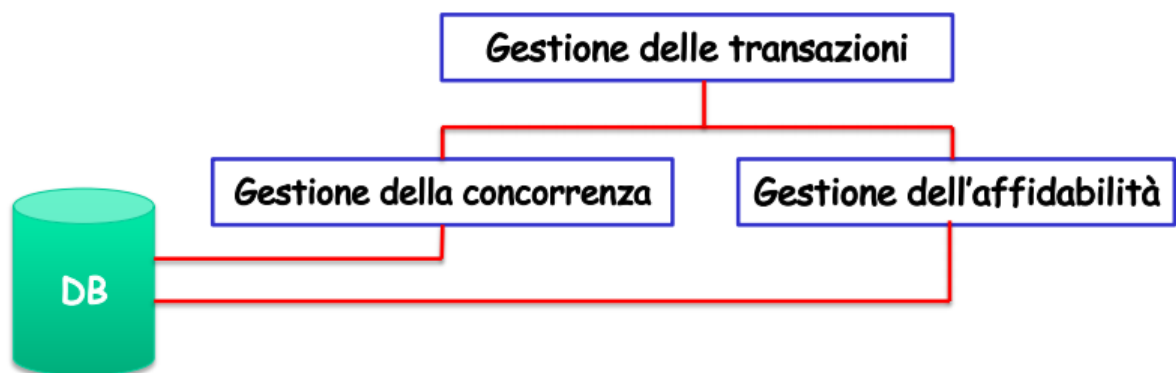 Gestione delle transazioni
Gestione della concorrenza
Gestione dell'affidabilità
DB